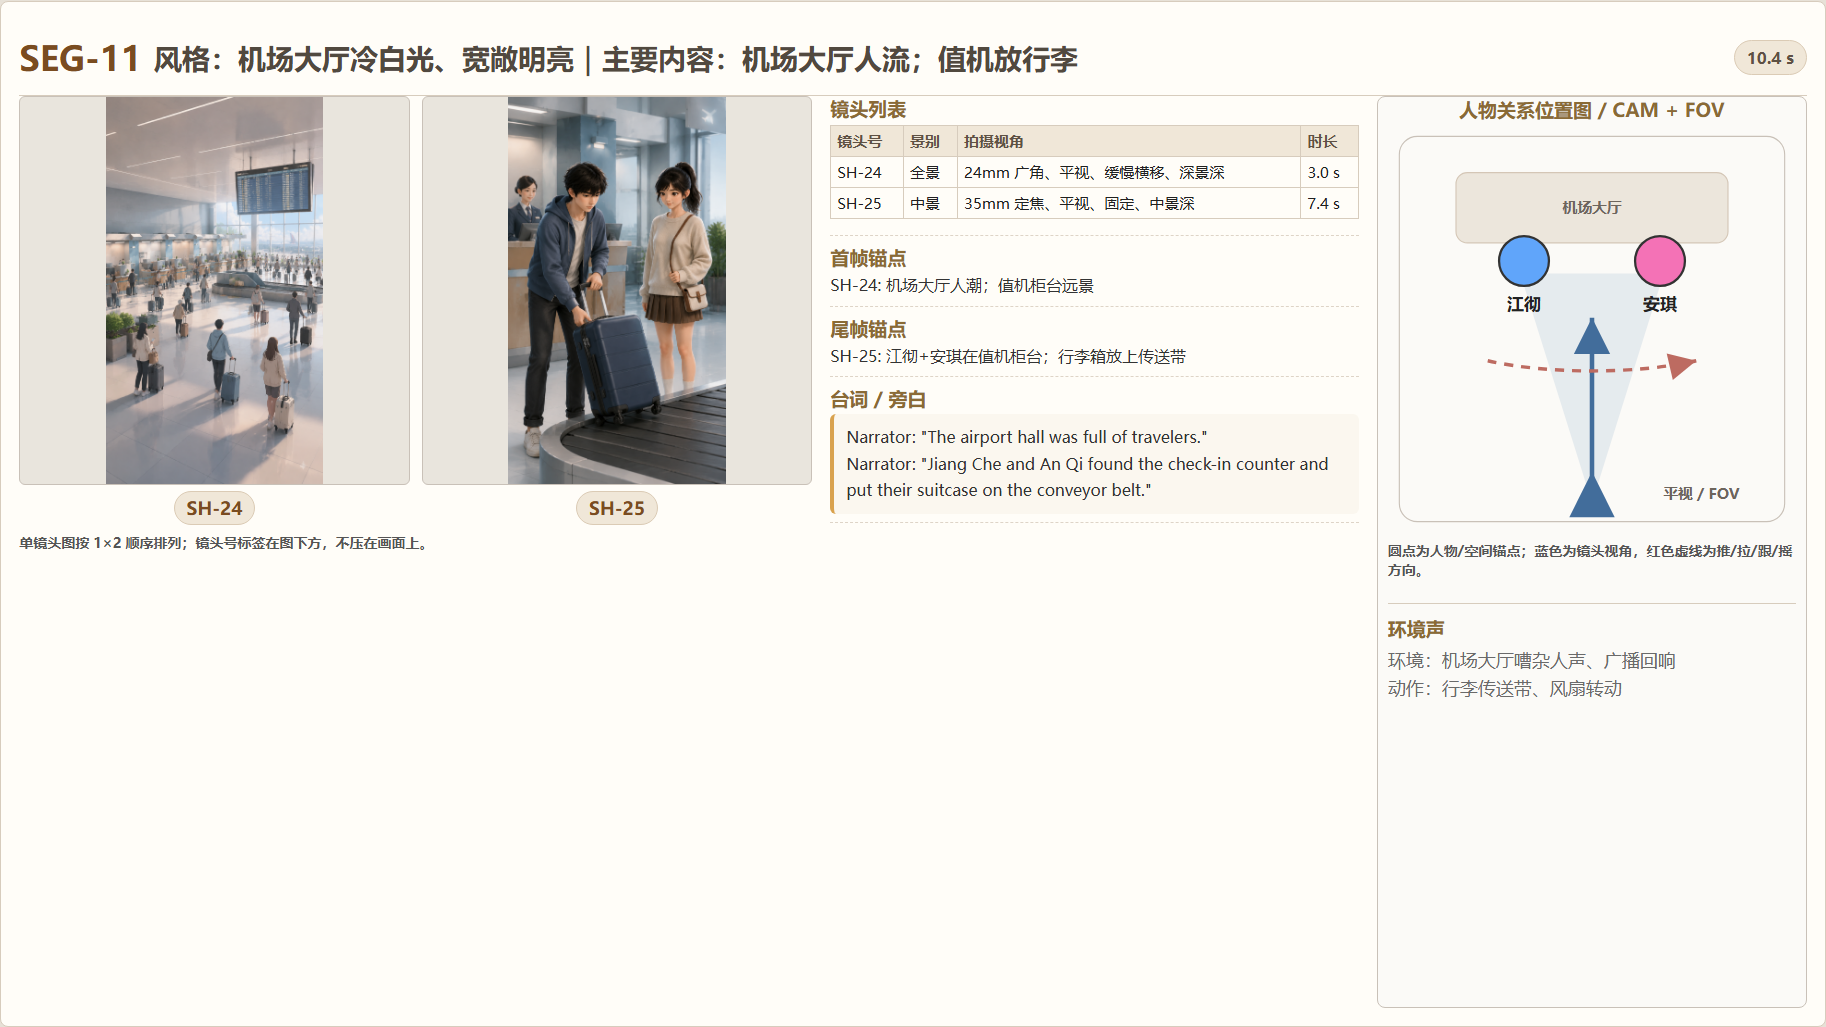 SEG-11 风格：机场大厅冷白光、宽敞明亮 | 主要内容：机场大厅人流；值机放行李
10.4 s
SH-24
SH-25
单镜头图按 1×2 顺序排列；镜头号标签在图下方，不压在画面上。
镜头列表
镜头号 景别 拍摄视角 时长
SH-24 全景 24mm 广角、平视、缓慢横移、深景深 3.0 s
SH-25 中景 35mm 定焦、平视、固定、中景深 7.4 s
首帧锚点
SH-24: 机场大厅人潮；值机柜台远景
尾帧锚点
SH-25: 江彻+安琪在值机柜台；行李箱放上传送带
台词 / 旁白
Narrator: "The airport hall was full of travelers."
Narrator: "Jiang Che and An Qi found the check-in counter and
put their suitcase on the conveyor belt."
人物关系位置图 / CAM + FOV
机场大厅
江彻
安琪
平视 / FOV
圆点为人物/空间锚点；蓝色为镜头视角，红色虚线为推/拉/跟/摇
方向。
环境声
环境：机场大厅嘈杂人声、广播回响
动作：行李传送带、风扇转动